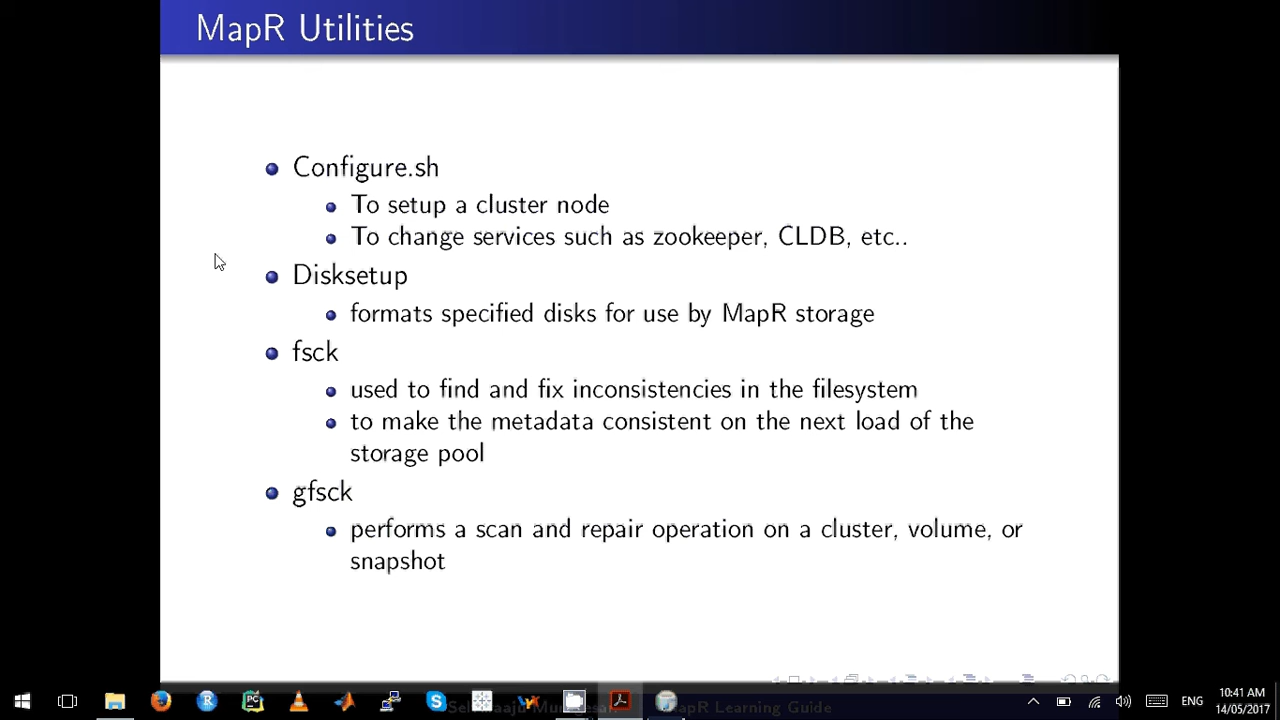 MapR Utilities
Configure.sh
To setup a cluster node
To change services such as zookeeper, CLDB, etc..
Disksetup
formats specified disks for use by MapR storage
fsck
used to find and fix inconsistencies in the filesystem
to make the metadata consistent on the next load of the
storage pool
gfsck
performs a scan and repair operation on a cluster, volume, or
snapshot
MapR Learning Guide
ENG
10:41 AM
14/05/2017